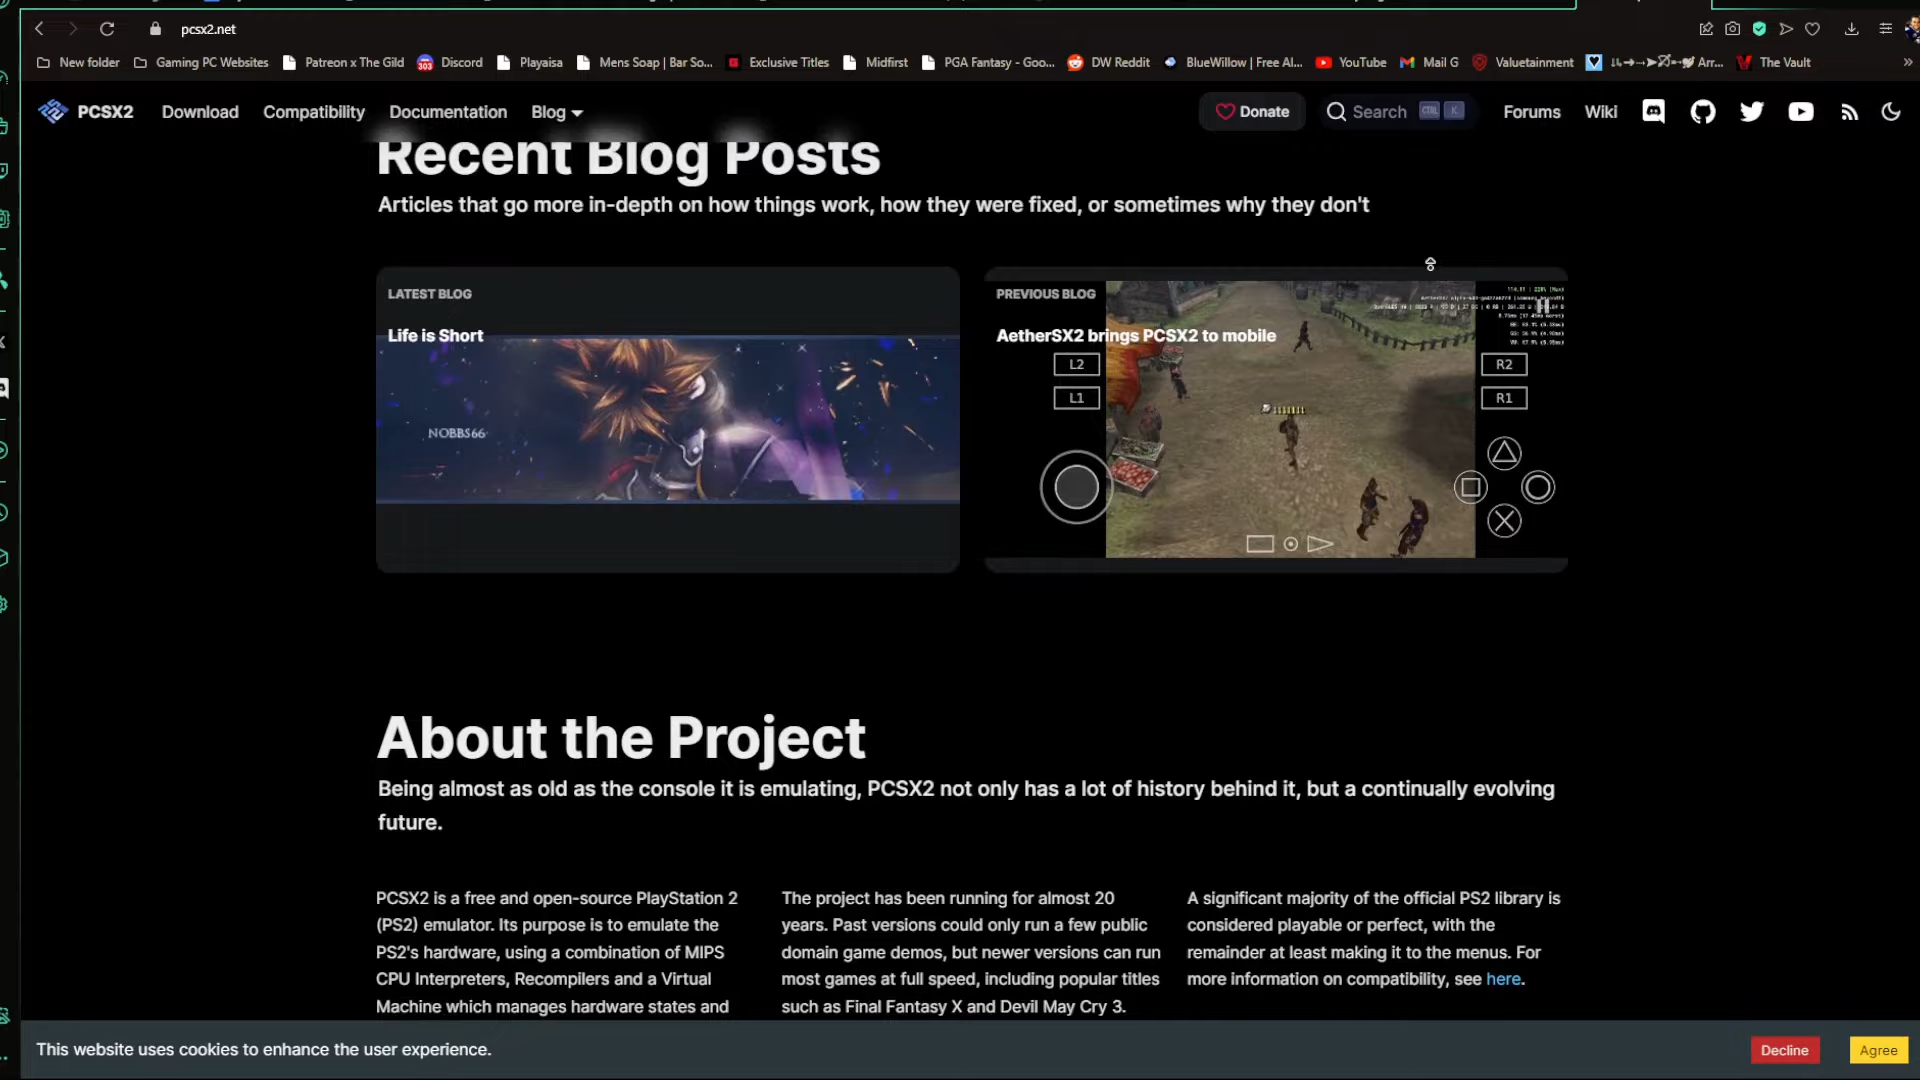 pcsx2.net
New folder
Gaming PC Websites
Patreon x The Gild
Discord
Playaisa
Mens Soap | Bar So...
Exclusive Titles
Midfirst
PGA Fantasy - Goo...
DW Reddit
BlueWillow | Free AI...
YouTube
Mail G
Valuetainment
Arr...
The Vault
PCSX2
Download
Compatibility
Documentation
Blog
Donate
Search
CTRL
K
Forums
Wiki
Recent Blog Posts
Articles that go more in-depth on how things work, how they were fixed, or sometimes why they don't
LATEST BLOG
Life is Short
NOBBS66
PREVIOUS BLOG
AetherSX2 brings PCSX2 to mobile
L2
L1
R2
R1
About the Project
Being almost as old as the console it is emulating, PCSX2 not only has a lot of history behind it, but a continually evolving
future.
PCSX2 is a free and open-source PlayStation 2
(PS2) emulator. Its purpose is to emulate the
PS2's hardware, using a combination of MIPS
CPU Interpreters, Recompilers and a Virtual
Machine which manages hardware states and
The project has been running for almost 20
years. Past versions could only run a few public
domain game demos, but newer versions can run
most games at full speed, including popular titles
such as Final Fantasy X and Devil May Cry 3.
A significant majority of the official PS2 library is
considered playable or perfect, with the
remainder at least making it to the menus. For
more information on compatibility, see here.
This website uses cookies to enhance the user experience.
Decline
Agree